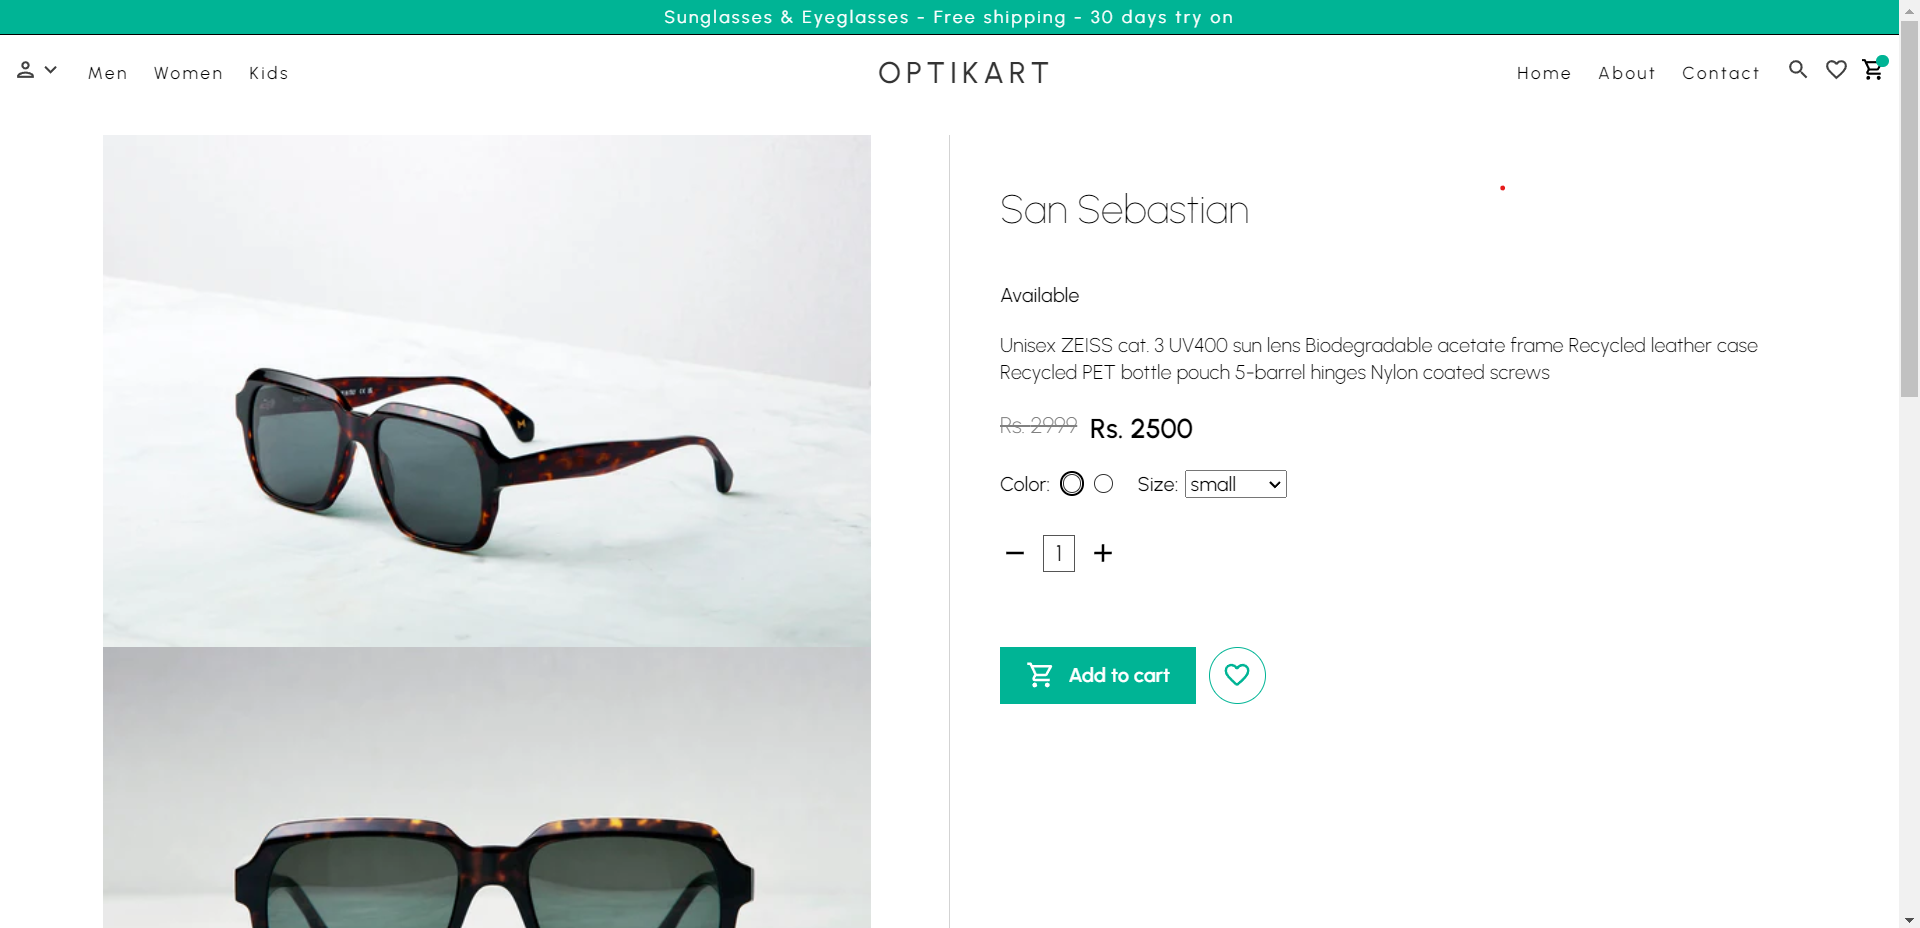 Sunglasses & Eyeglasses - Free shipping - 30 days try on
Men Women Kids OPTIKART Home About Contact
San Sebastian
Available
Unisex ZEISS cat. 3 UV400 sun lens Biodegradable acetate frame Recycled leather case
Recycled PET bottle pouch 5-barrel hinges Nylon coated screws
Rs. 2999 Rs. 2500
Color: Size: small
1
Add to cart